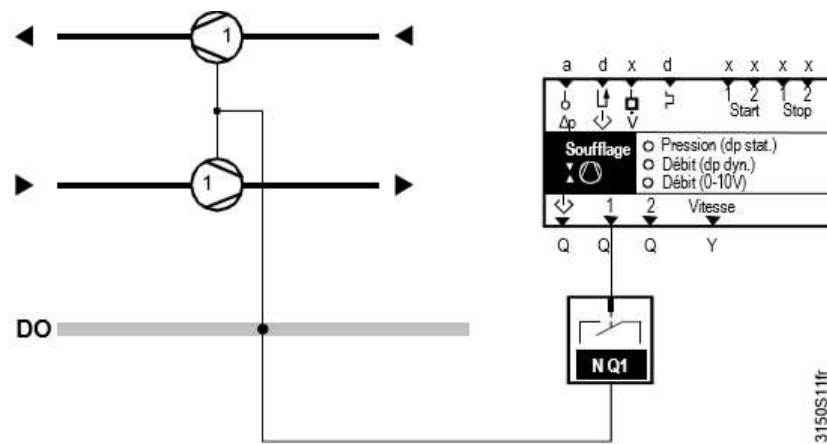 1
a d x d x x x x
1 2 1 2
Start Stop
Δp V
Soufflage
Pression (dp stat.)
Débit (dp dyn.)
Débit (0-10V)
1
1 2 Vitesse
Q Q Q Y
DO
N Q1
3150S11fr